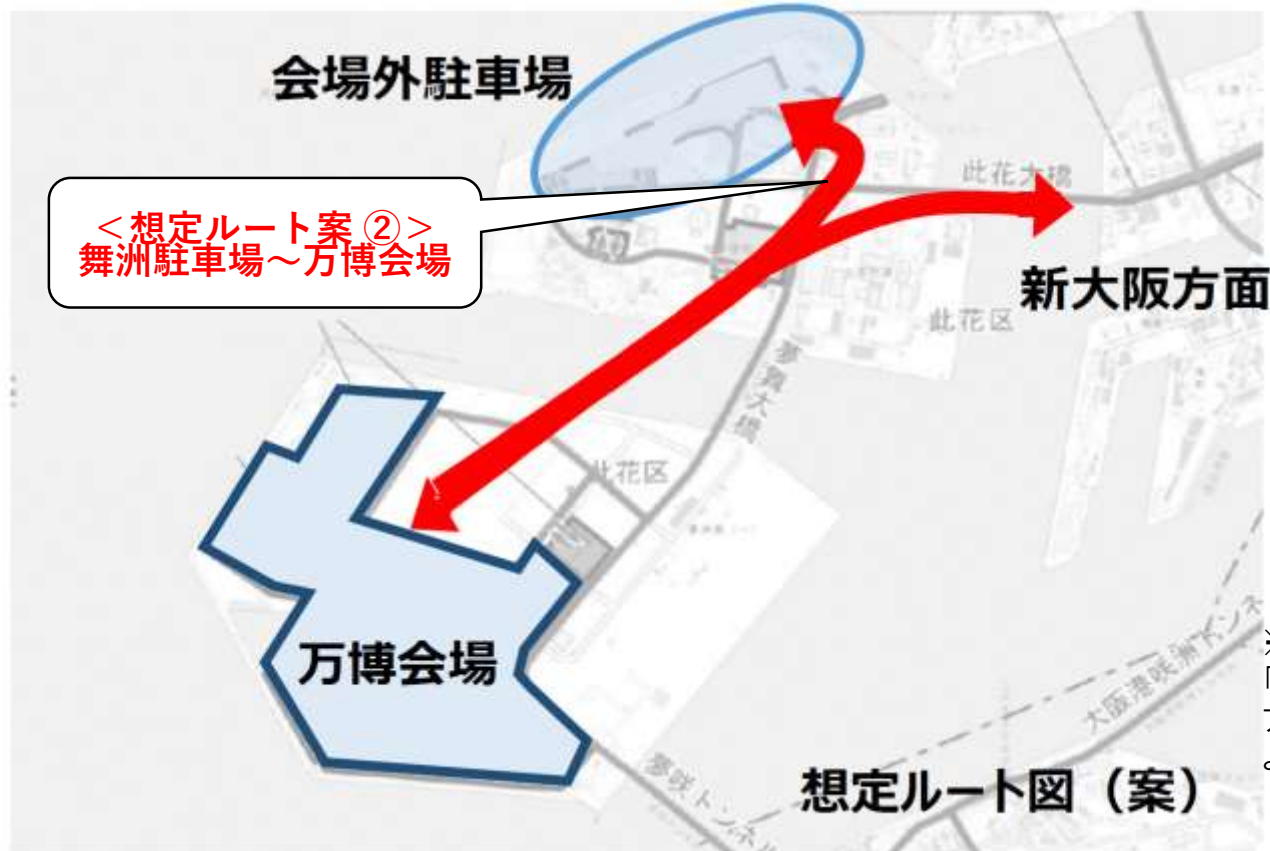 会場外駐車場
此花大橋
＜想定ルート案 ②＞
舞洲駐車場～万博会場
新大阪方面
此花区
夢舞大橋
此花区
万博会場
大阪港咲洲トンネ
夢咲トンネル
想定ルート図（案）
※